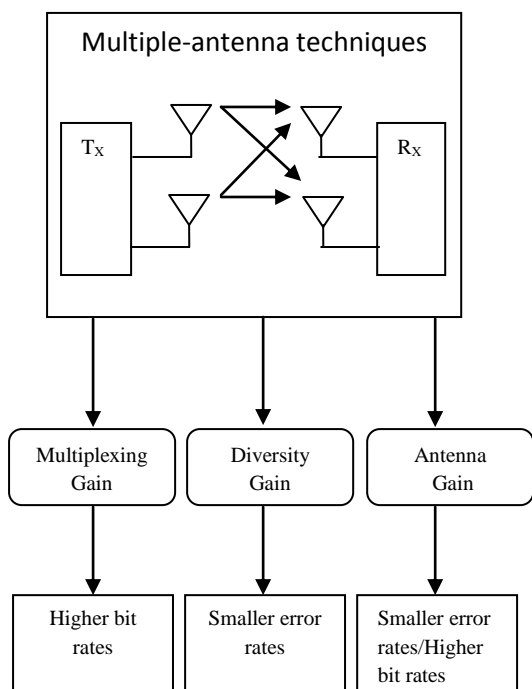 Multiple-antenna techniques
TX
RX
Multiplexing
Gain
Diversity
Gain
Antenna
Gain
Higher bit
rates
Smaller error
rates
Smaller error
rates/Higher
bit rates